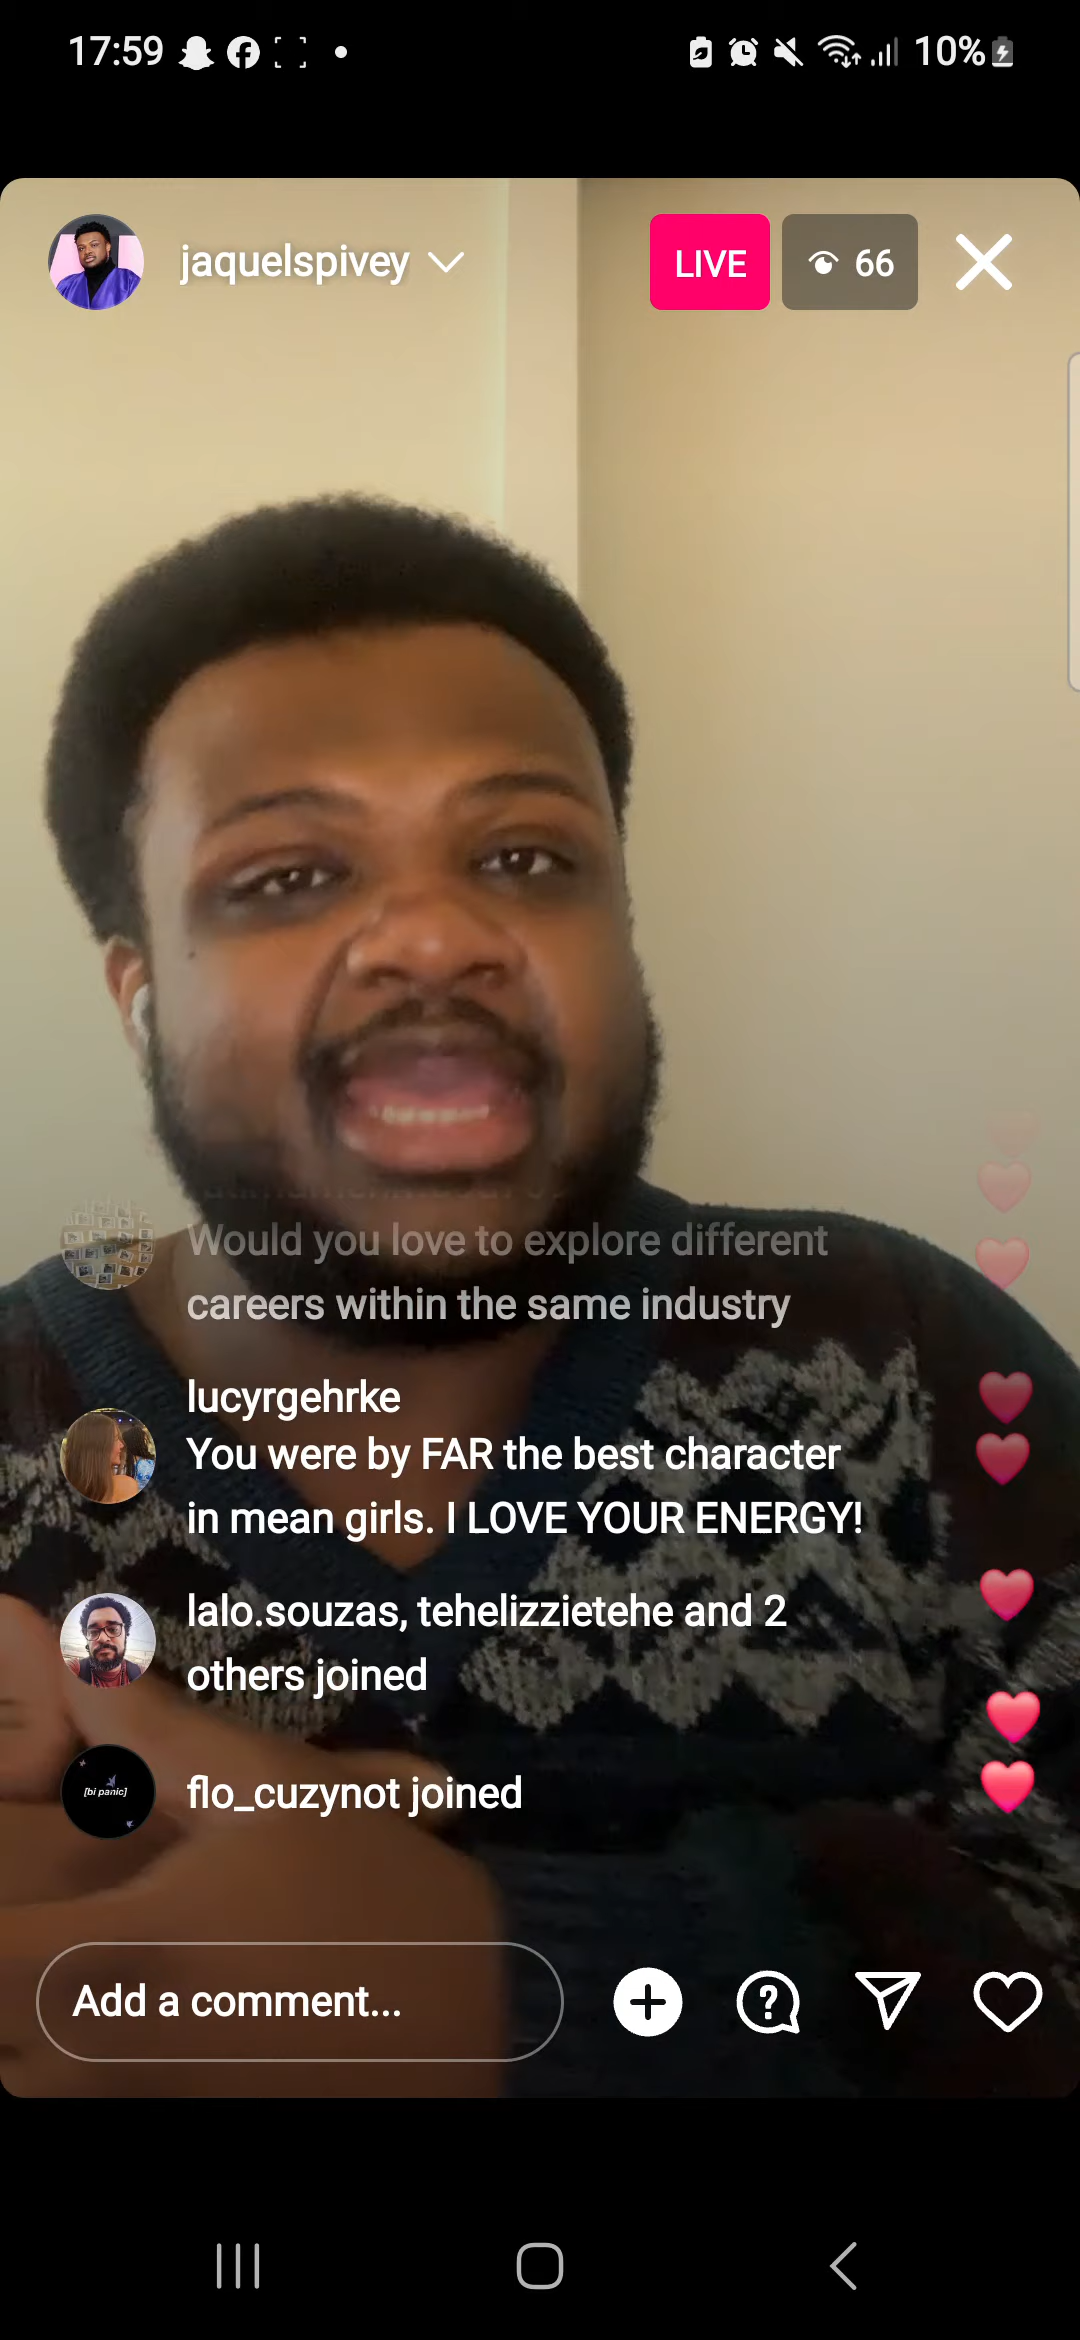 17:59
10%
jaquelspivey
LIVE
66
Would you love to explore different
careers within the same industry
lucyrgehrke
You were by FAR the best character
in mean girls. I LOVE YOUR ENERGY!
lalo.souzas, tehelizzietehe and 2
others joined
[bi panic]
flo_cuzynot joined
Add a comment...